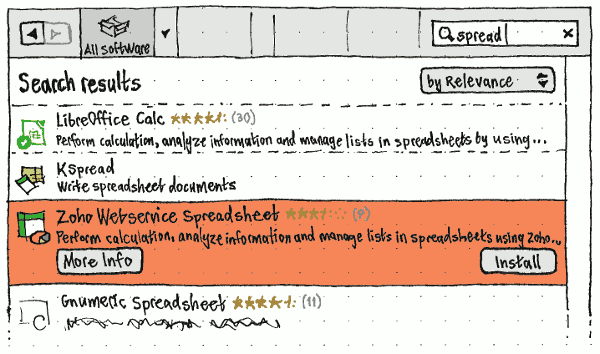 All software
spread
Search results
by Relevance
LibreOffice Calc (30)
Perform calculation, analyze information and manage lists in spreadsheets by using...
KSpread
Write spreadsheet documents
Zoho Webservice Spreadsheet
Perform calculation, analyze information and manage lists in spreadsheets using Zoho...
More Info
Install
Gnumeric Spreadsheet (11)
C